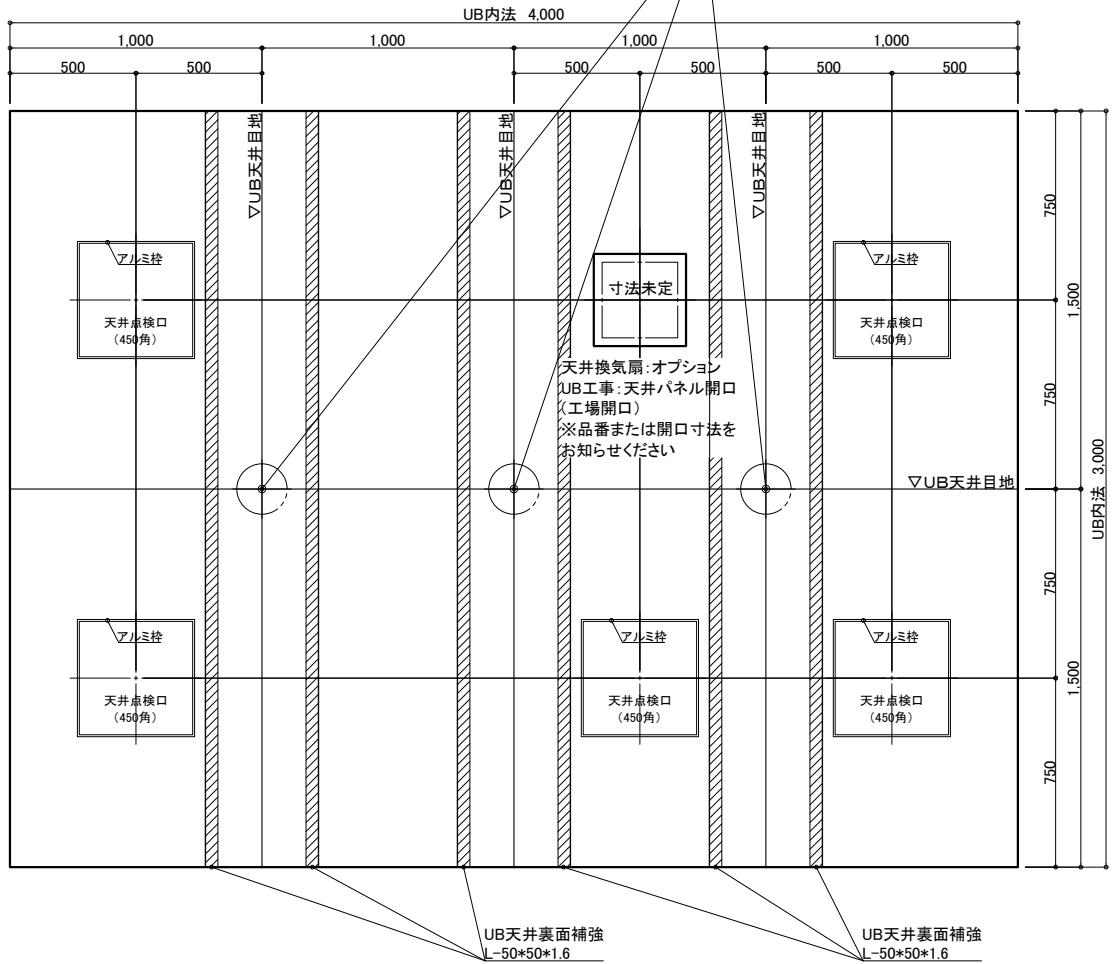 UB内法 4,000
1,000
1,000
1,000
1,000
500
500
500
500
500
500
▽UB天井目地
▽UB天井目地
▽UB天井目地
750
750
1,500
UB内法 3,000
アルミ枠
天井点検口
(450角)
寸法未定
アルミ枠
天井点検口
(450角)
天井換気扇:オプション
UB工事:天井パネル開口
(工場開口)
※品番または開口寸法を
お知らせください
▽UB天井目地
750
750
1,500
アルミ枠
天井点検口
(450角)
アルミ枠
天井点検口
(450角)
アルミ枠
天井点検口
(450角)
UB天井裏面補強
L-50*50*1.6
UB天井裏面補強
L-50*50*1.6